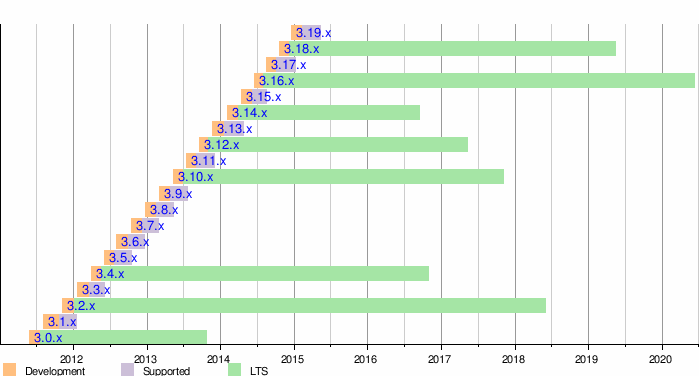 3.19.x
3.18.x
3.17.x
3.16.x
3.15.x
3.14.x
3.13.x
3.12.x
3.11.x
3.10.x
3.9.x
3.8.x
3.7.x
3.6.x
3.5.x
3.4.x
3.3.x
3.2.x
3.1.x
3.0.x
2012 2013 2014 2015 2016 2017 2018 2019 2020
Development Supported LTS